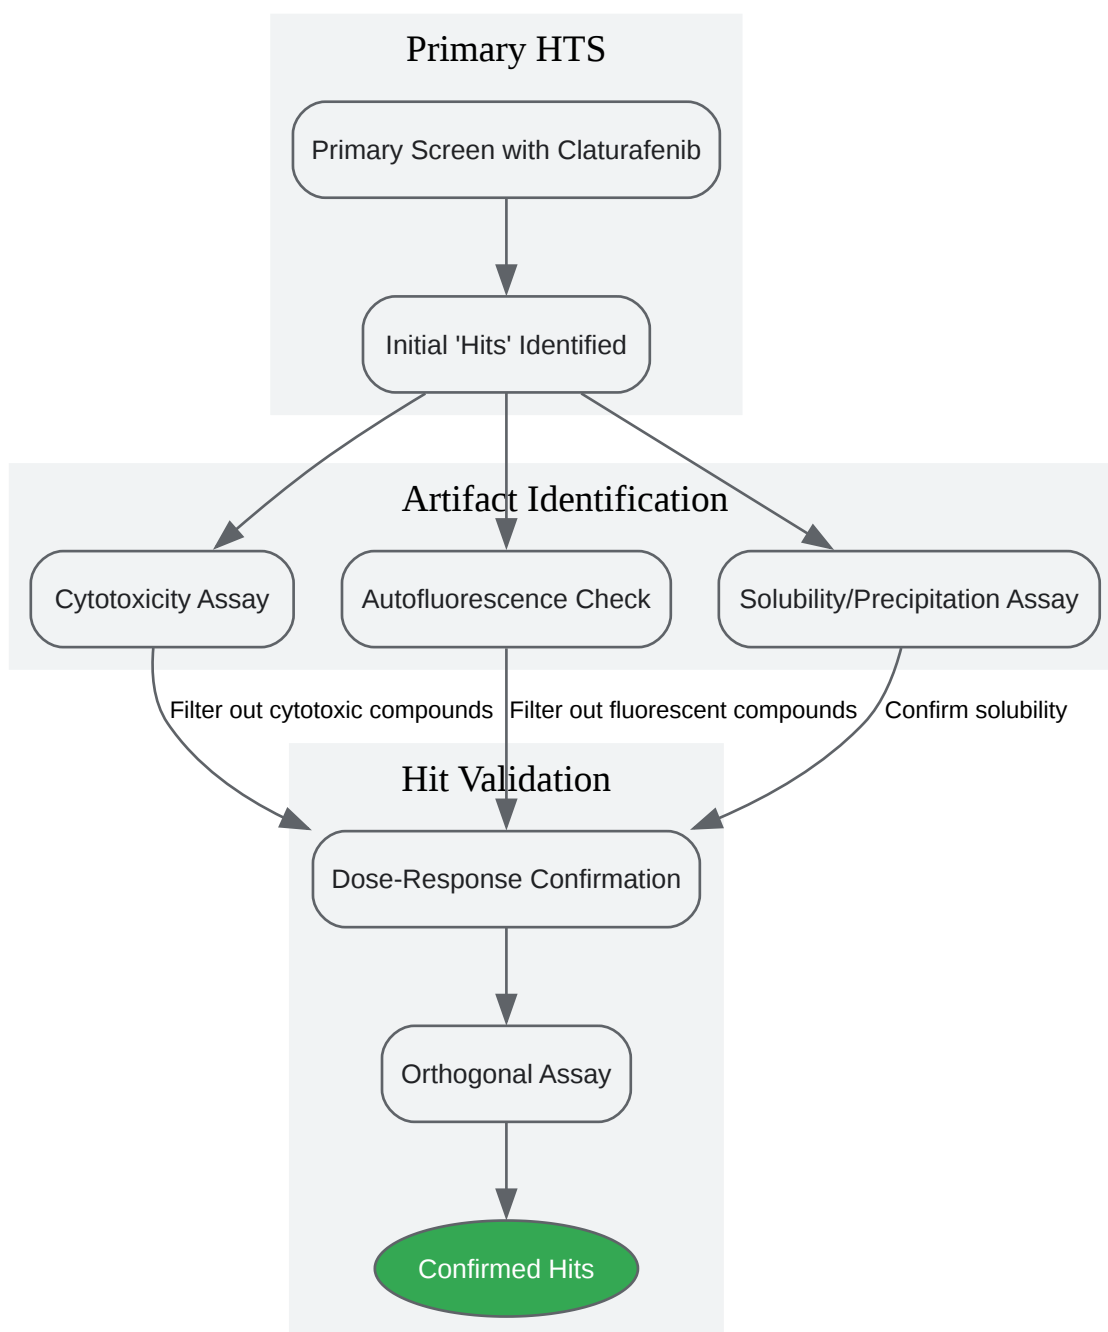 Primary HTS
Primary Screen with Claturafenib
Initial 'Hits' Identified
Artifact Identification
Cytotoxicity Assay
Autofluorescence Check
Solubility/Precipitation Assay
Filter out cytotoxic compounds
Filter out fluorescent compounds
Confirm solubility
Hit Validation
Dose-Response Confirmation
Orthogonal Assay
Confirmed Hits